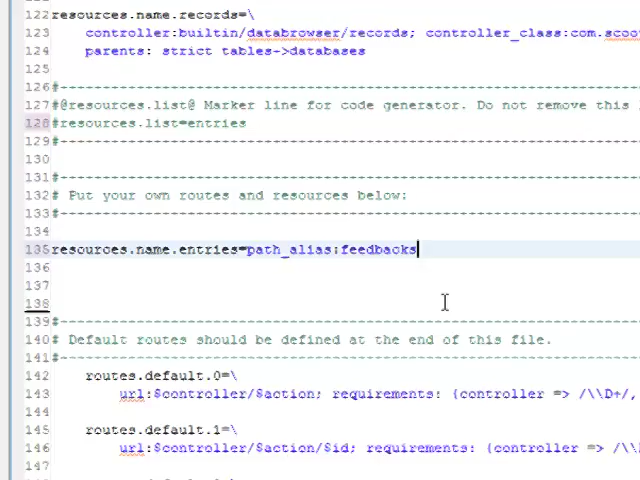 122resources.name.records=\
123 controller:builtin/databrowser/records; controller_class:com.scoo
124 parents: strict tables->databases
125
126#----------------------------------------------------------------
127#@resources.list@ Marker line for code generator. Do not remove this
128#resources.list=entries
129#----------------------------------------------------------------
130
131#----------------------------------------------------------------
132# Put your own routes and resources below:
133#----------------------------------------------------------------
134
135resources.name.entries=path_alias:feedbacks
136
137
138
139#----------------------------------------------------------------
140# Default routes should be defined at the end of this file.
141#----------------------------------------------------------------
142 routes.default.0=\
143 url:$controller/$action; requirements: {controller => /\\D+/,
144
145 routes.default.1=\
146 url:$controller/$action/$id; requirements: {controller => /\\
147